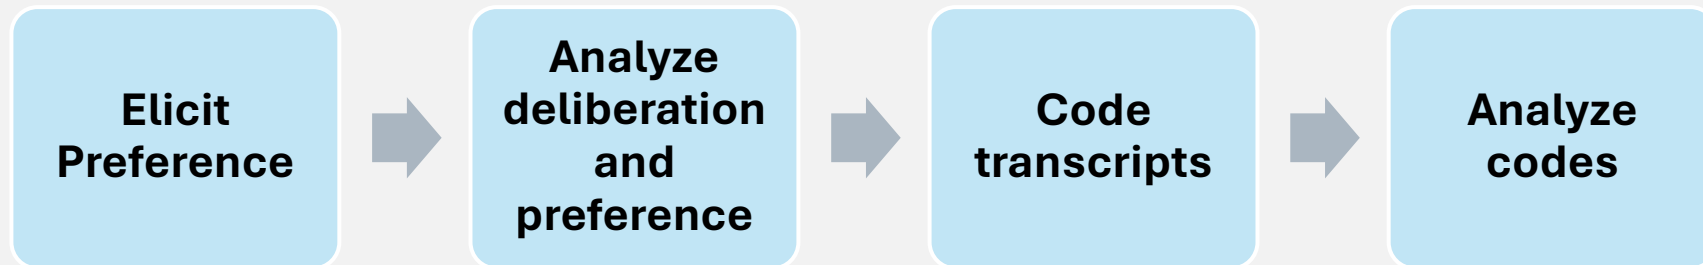 Elicit
Preference
Analyze
deliberation
and
preference
Code
transcripts
Analyze
codes